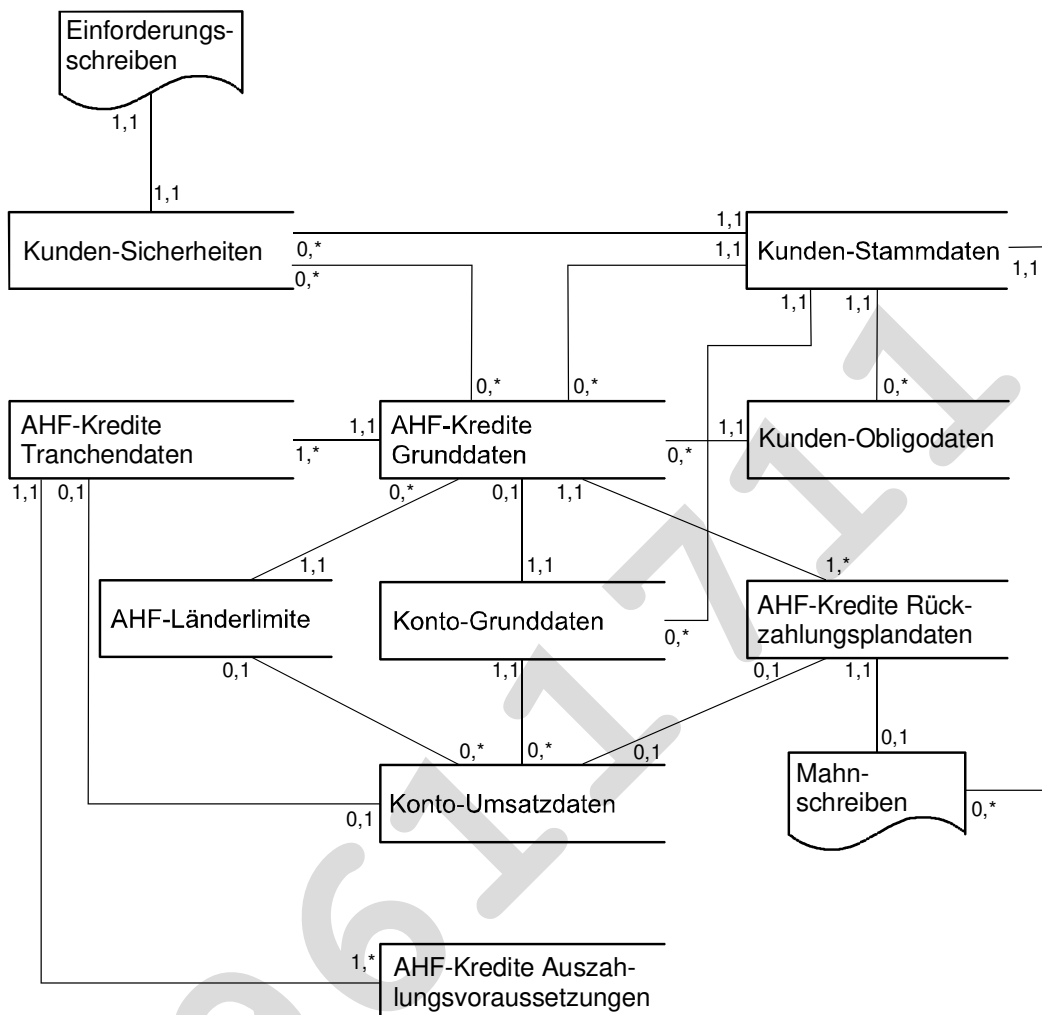 Einforderungs-
schreiben
1,1
1,1
Kunden-Sicherheiten
0,*
0,*
1,1
1,1
Kunden-Stammdaten
1,1
1,1
1,1
0,*
0,*
0,*
AHF-Kredite
Tranchendaten
1,1
1,*
AHF-Kredite
Grunddaten
1,1
0,*
Kunden-Obligodaten
1,1
0,1
0,*
0,1
1,1
1,1
1,1
1,*
AHF-Länderlimite
Konto-Grunddaten
0,*
AHF-Kredite Rück-
zahlungsplandaten
0,1
1,1
0,1
1,1
0,*
0,*
0,1
0,1
Konto-Umsatzdaten
0,1
Mahn-
schreiben
0,*
1,*
AHF-Kredite Auszah-
lungsvoraussetzungen